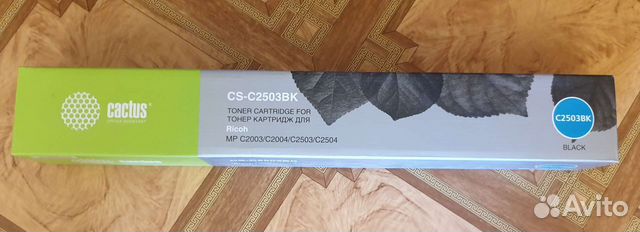 cactus
CS-C2503BK
TONER CARTRIDGE FOR
ТОНЕР КАРТРИДЖ ДЛЯ
Ricoh
MP C2003/C2004/C2503/C2504
C2503BK
BLACK
Avito